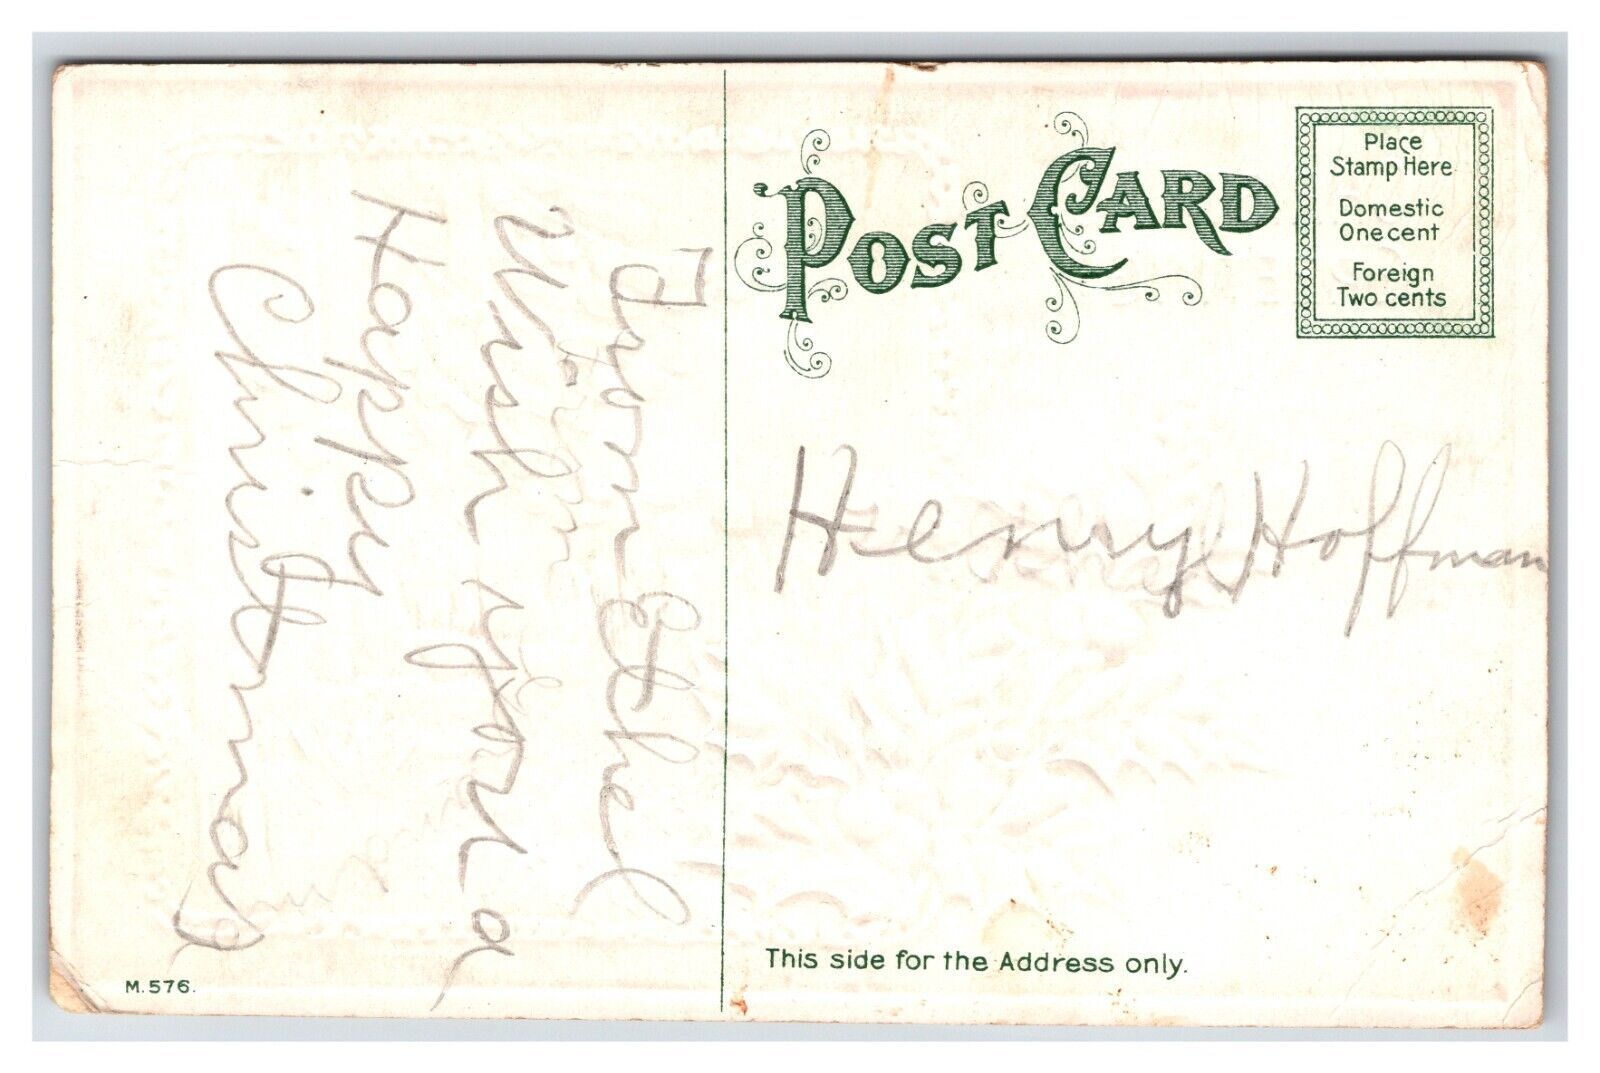 From Ethel
Wish you a
Happy
Christmas
POST CARD
Place
Stamp Here
Domestic
One cent
Foreign
Two cents
Henry Hoffman
This side for the Address only.
M. 576.